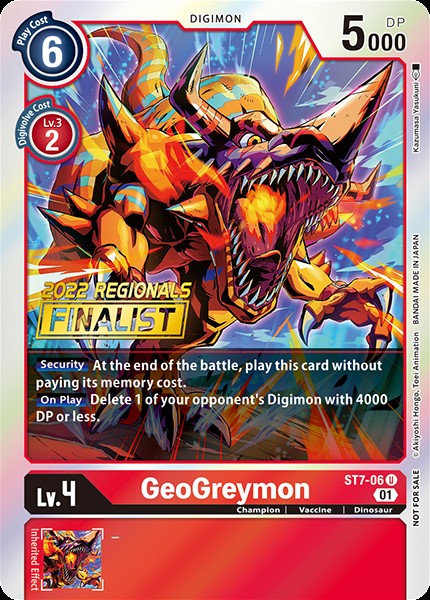 Play Cost
6
DIGIMON
DP
5000
Digivolve Cost
Lv.3
2
Kazumasa Yasukuni
2022 REGIONALS
FINALIST
Security At the end of the battle, play this card without
paying its memory cost.
On Play Delete 1 of your opponent's Digimon with 4000
DP or less.
©Akiyoshi Hongo, Toei Animation BANDAI MADE IN JAPAN
NOT FOR SALE
Lv.4
GeoGreymon
ST7-06 U
01
Champion | Vaccine | Dinosaur
Inherited Effect
–